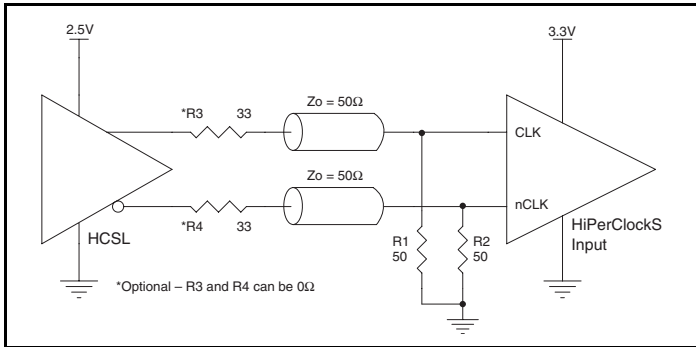 2.5V
3.3V
*R3 33
Zo = 50Ω
CLK
Zo = 50Ω
nCLK
HCSL
*R4 33
HiPerClockS
Input
R1
50
R2
50
*Optional – R3 and R4 can be 0Ω